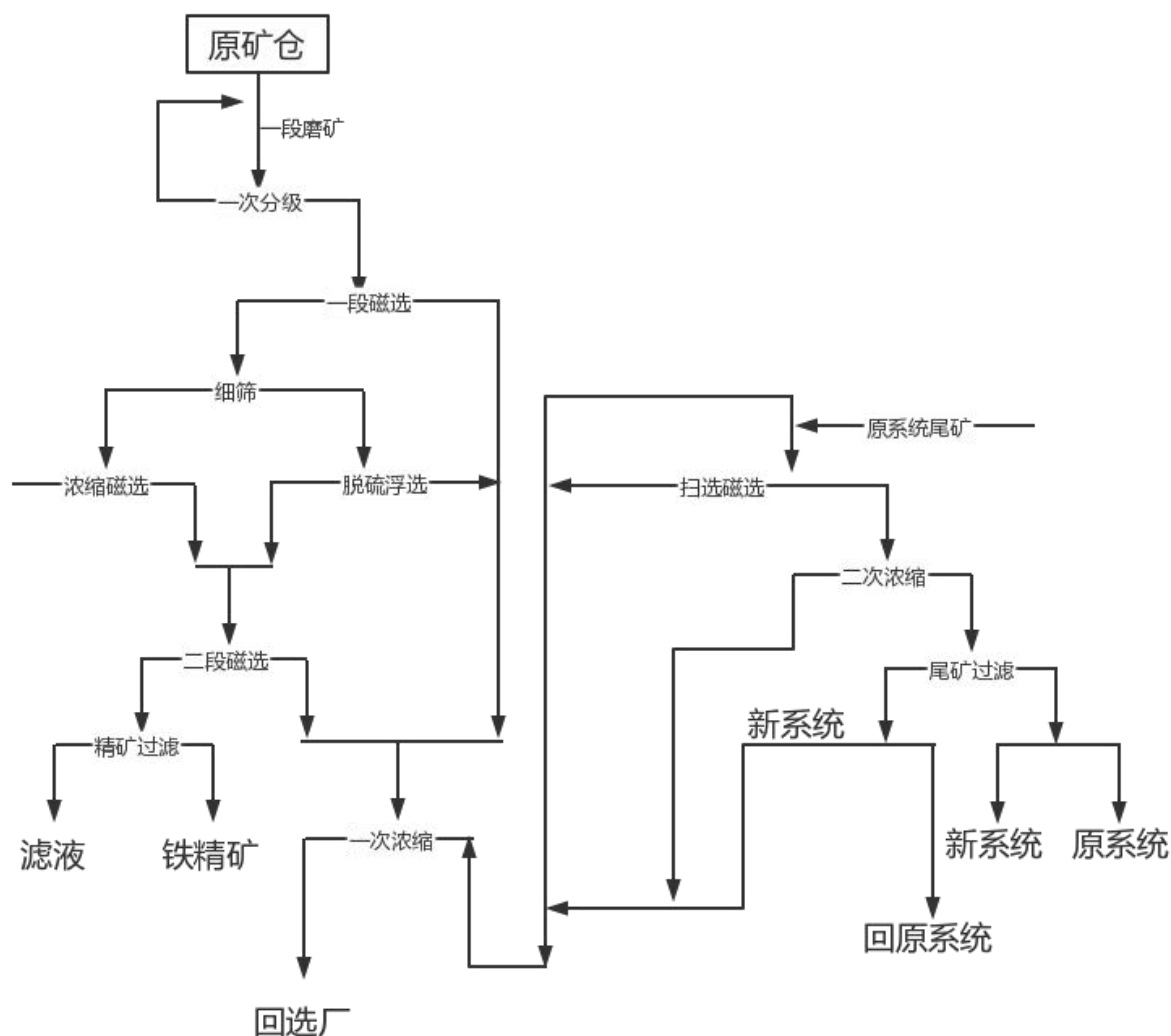 原矿仓
一段磨矿
一次分级
一段磁选
细筛
原系统尾矿
浓缩磁选
脱硫浮选
扫选磁选
二次浓缩
二段磁选
尾矿过滤
新系统
精矿过滤
一次浓缩
滤液
铁精矿
新系统
原系统
回原系统
回选厂